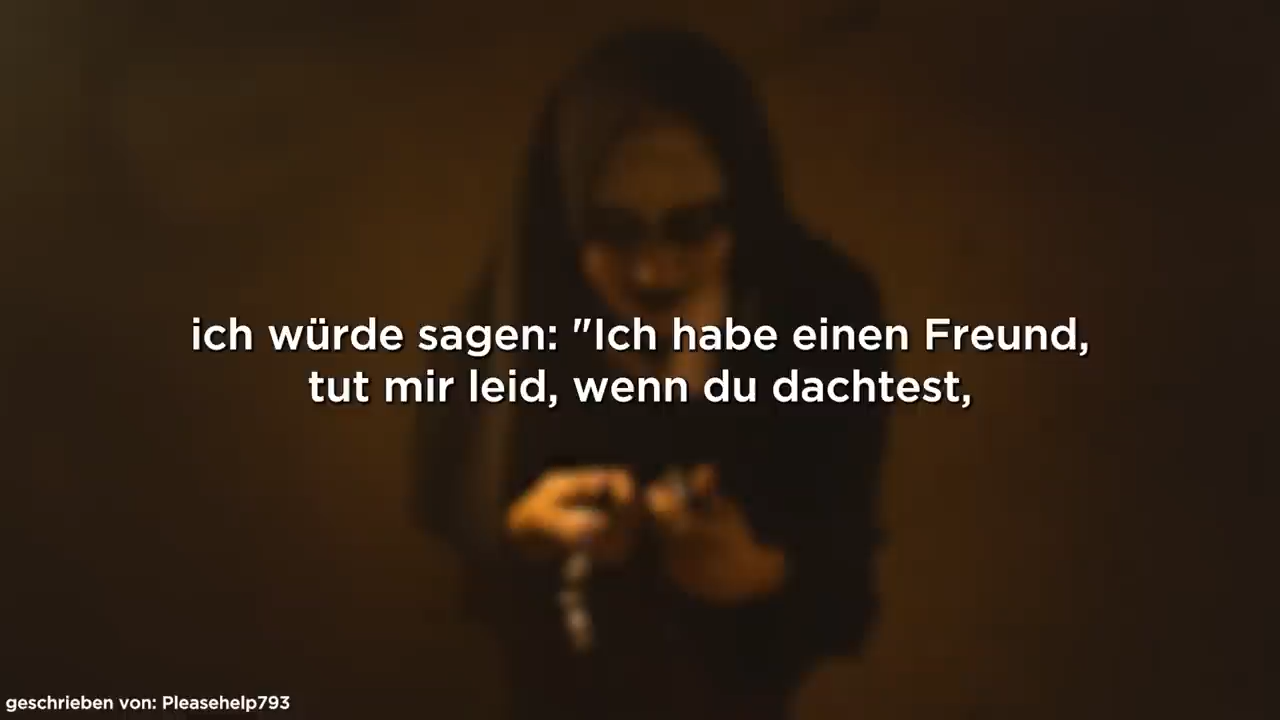 ich würde sagen: "Ich habe einen Freund,
tut mir leid, wenn du dachtest,
geschrieben von: Pleasehelp793